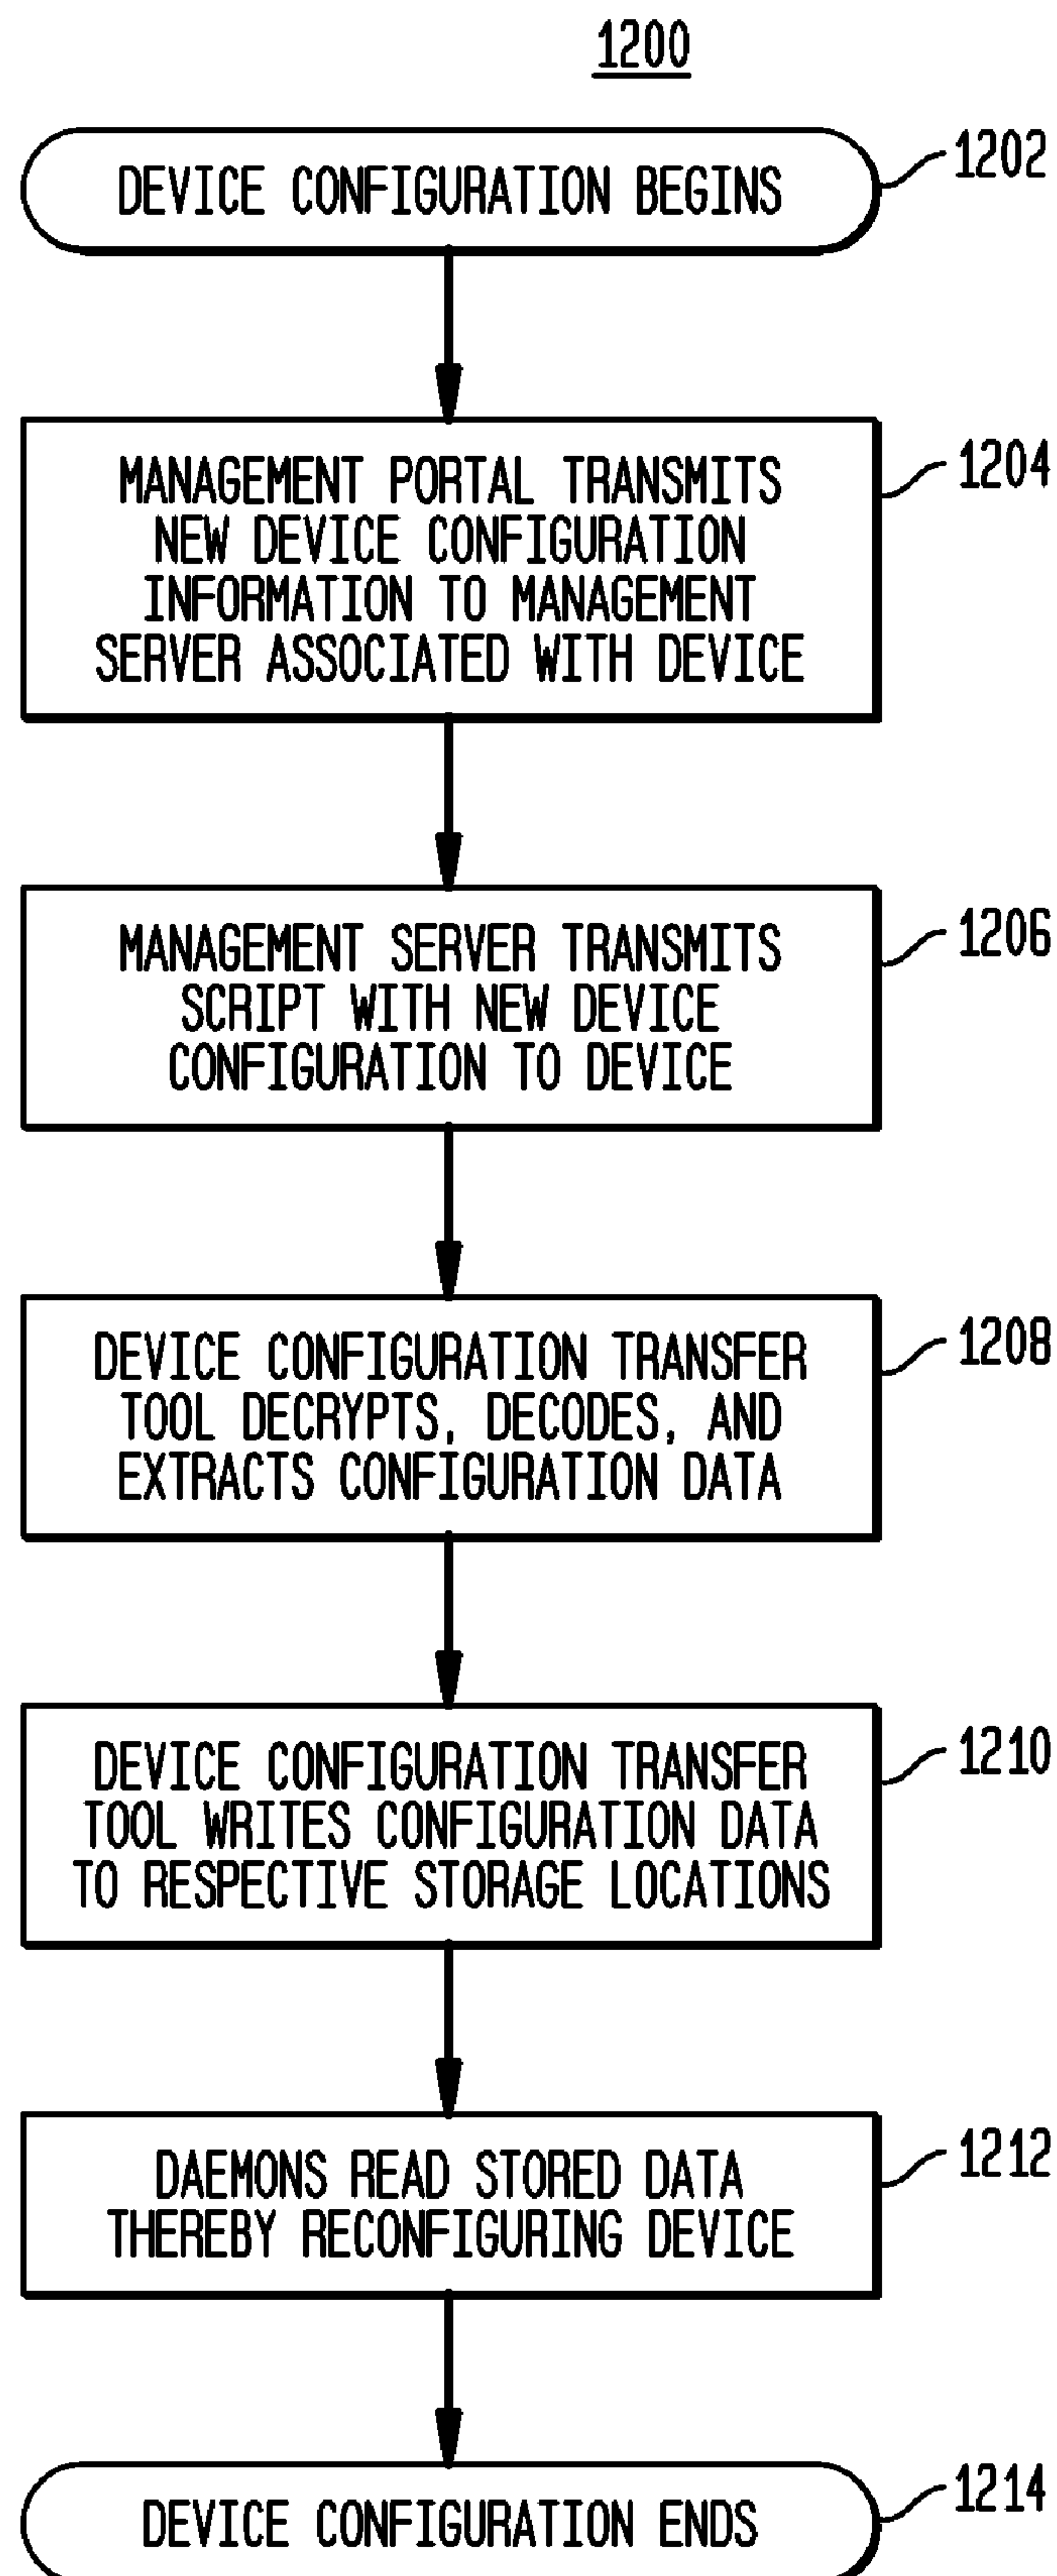 1200
DEVICE CONFIGURATION BEGINS
1202
MANAGEMENT PORTAL TRANSMITS
NEW DEVICE CONFIGURATION
INFORMATION TO MANAGEMENT
SERVER ASSOCIATED WITH DEVICE
1204
MANAGEMENT SERVER TRANSMITS
SCRIPT WITH NEW DEVICE
CONFIGURATION TO DEVICE
1206
DEVICE CONFIGURATION TRANSFER
TOOL DECRYPTS, DECODES, AND
EXTRACTS CONFIGURATION DATA
1208
DEVICE CONFIGURATION TRANSFER
TOOL WRITES CONFIGURATION DATA
TO RESPECTIVE STORAGE LOCATIONS
1210
DAEMONS READ STORED DATA
THEREBY RECONFIGURING DEVICE
1212
DEVICE CONFIGURATION ENDS
1214